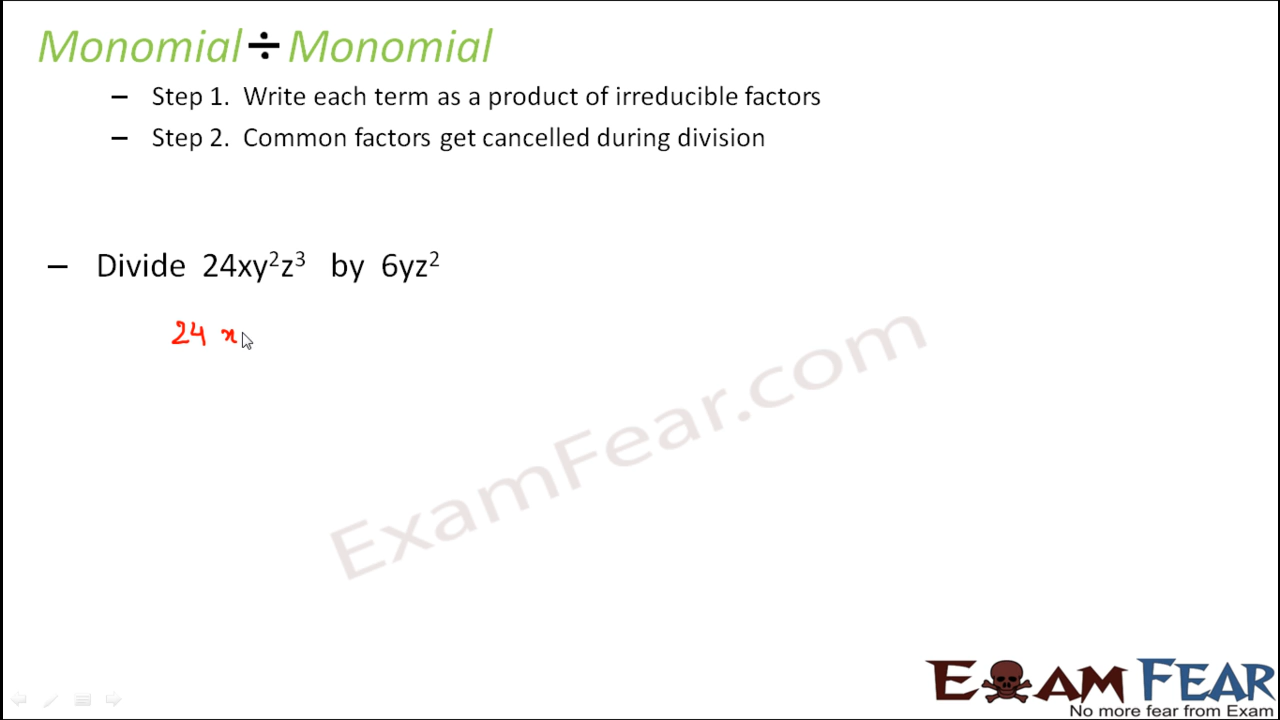 Monomial ÷ Monomial
– Step 1. Write each term as a product of irreducible factors
– Step 2. Common factors get cancelled during division
– Divide 24xy²z³ by 6yz²
24 x
ExamFear.com
EXAM FEAR
No more fear from Exam